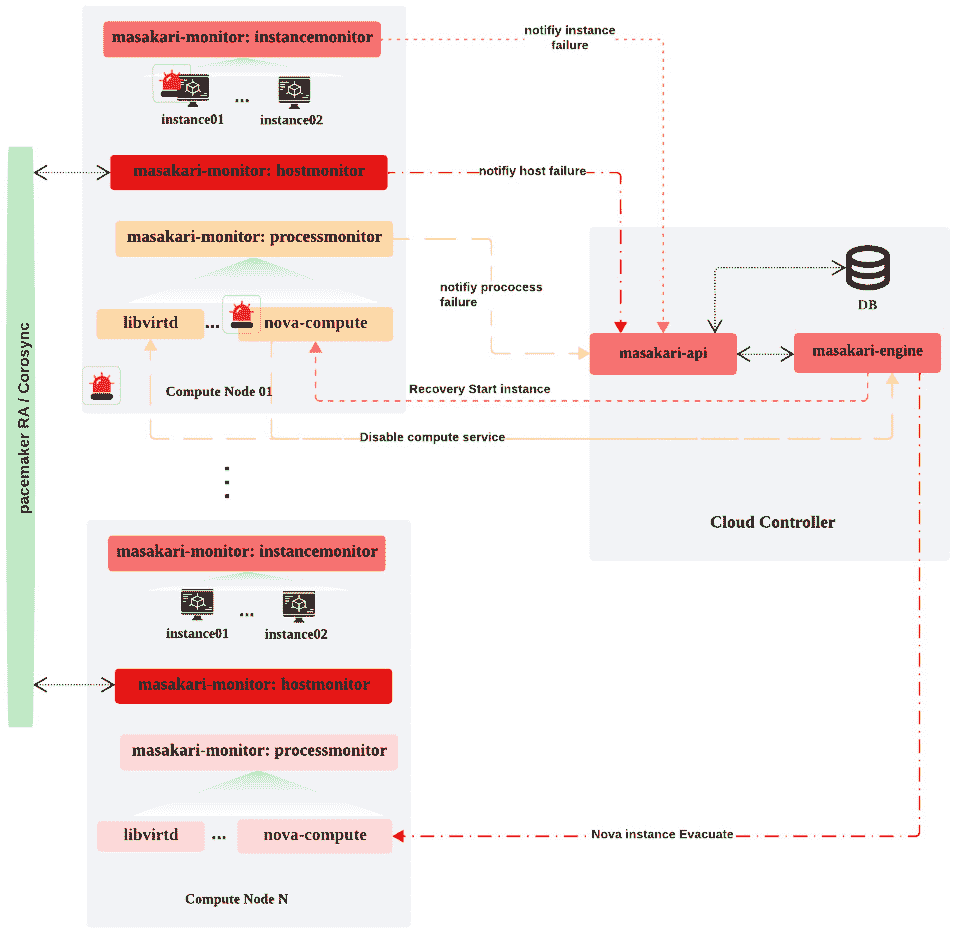 masakari-monitor: instancemonitor
notifiy instance
failure
...
instance01
instance02
masakari-monitor: hostmonitor
notifiy host failure
masakari-monitor: processmonitor
notifiy prococess
failure
DB
libvirtd
...
nova-compute
masakari-api
masakari-engine
Compute Node 01
Recovery Start instance
Disable compute service
pacemaker RA / Corosync
Cloud Controller
masakari-monitor: instancemonitor
...
instance01
instance02
masakari-monitor: hostmonitor
masakari-monitor: processmonitor
libvirtd
...
nova-compute
Nova instance Evacuate
Compute Node N